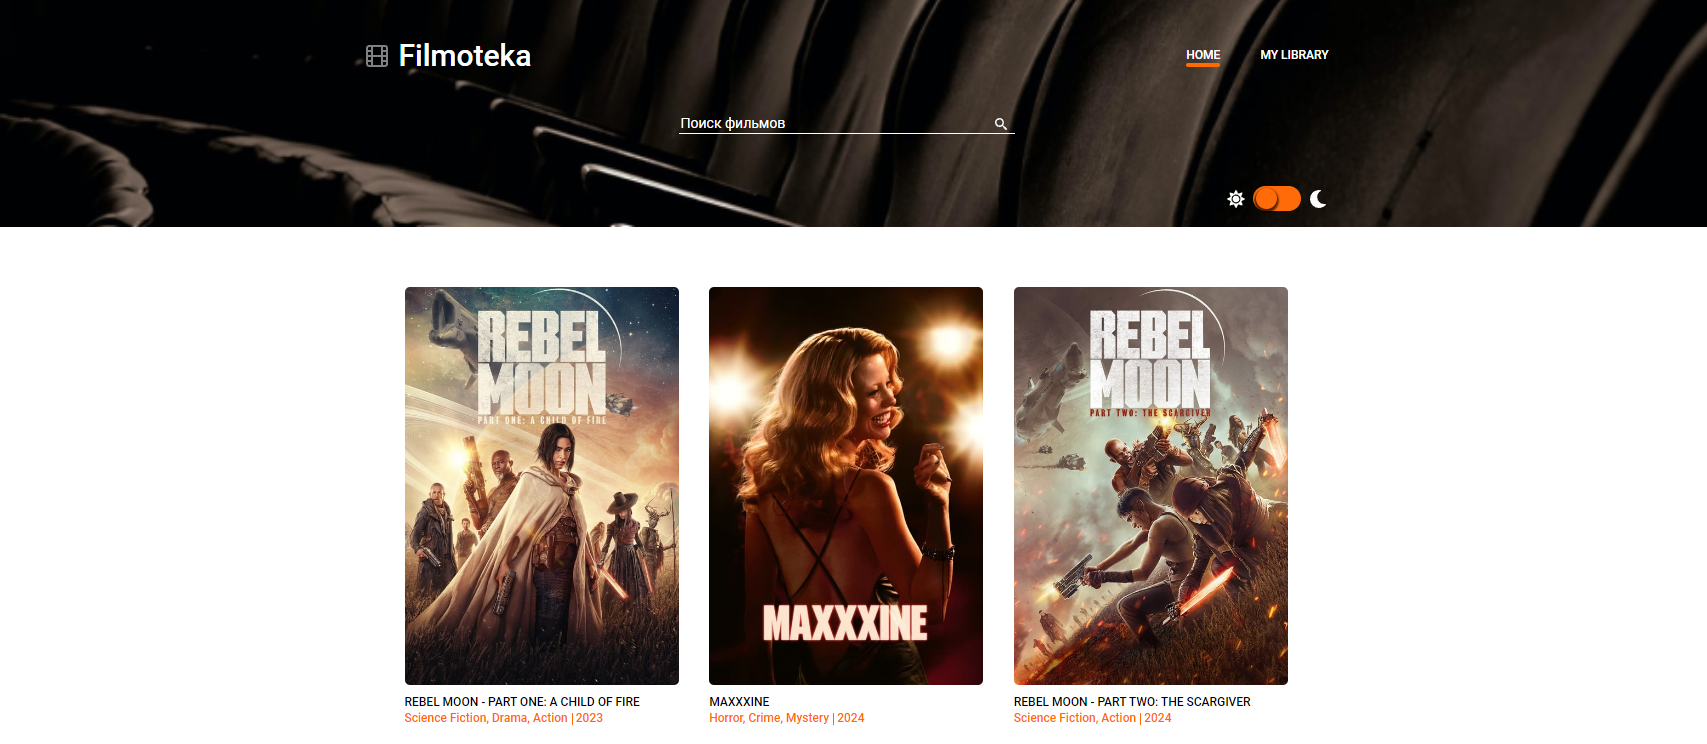 Filmoteka
HOME
MY LIBRARY
Поиск фильмов
REBEL
MOON
PART ONE: A CHILD OF FIRE
MAXXXINE
REBEL
MOON
PART TWO: THE SCARGIVER
REBEL MOON - PART ONE: A CHILD OF FIRE
Science Fiction, Drama, Action | 2023
MAXXXINE
Horror, Crime, Mystery | 2024
REBEL MOON - PART TWO: THE SCARGIVER
Science Fiction, Action | 2024